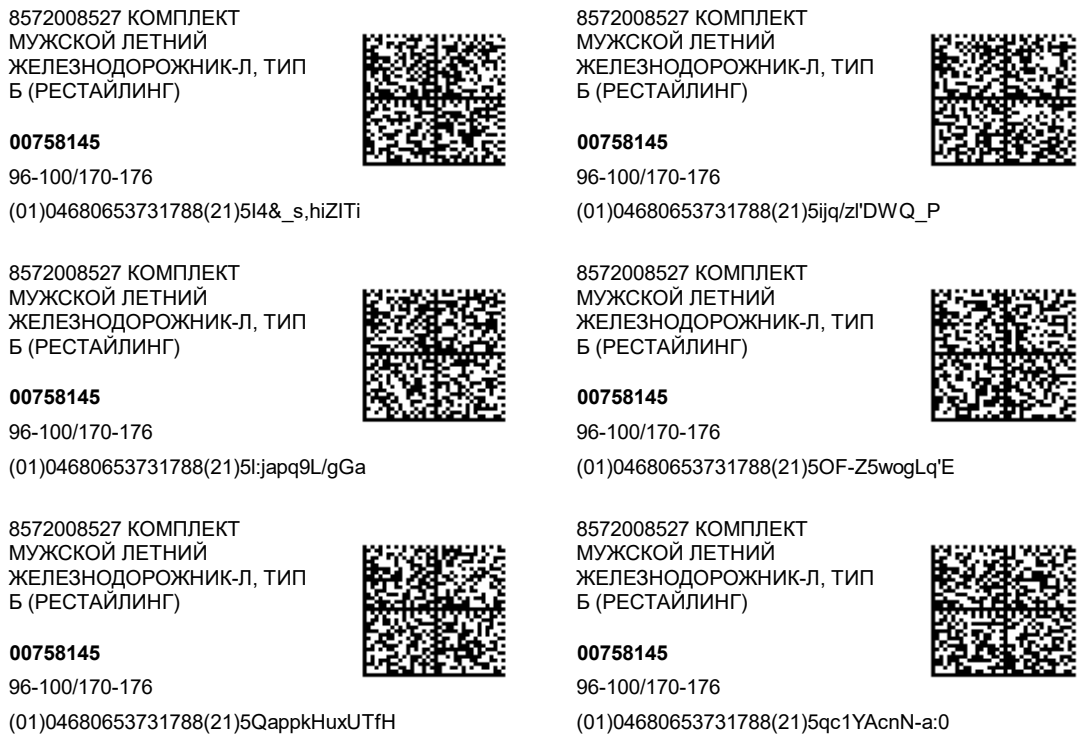 8572008527 КОМПЛЕКТ
МУЖСКОЙ ЛЕТНИЙ
ЖЕЛЕЗНОДОРОЖНИК-Л, ТИП
Б (РЕСТАЙЛИНГ)
00758145
96-100/170-176
(01)04680653731788(21)5I4&_s,hiZITi
8572008527 КОМПЛЕКТ
МУЖСКОЙ ЛЕТНИЙ
ЖЕЛЕЗНОДОРОЖНИК-Л, ТИП
Б (РЕСТАЙЛИНГ)
00758145
96-100/170-176
(01)04680653731788(21)5ijq/zl'DWQ_P
8572008527 КОМПЛЕКТ
МУЖСКОЙ ЛЕТНИЙ
ЖЕЛЕЗНОДОРОЖНИК-Л, ТИП
Б (РЕСТАЙЛИНГ)
00758145
96-100/170-176
(01)04680653731788(21)5l:japq9L/gGa
8572008527 КОМПЛЕКТ
МУЖСКОЙ ЛЕТНИЙ
ЖЕЛЕЗНОДОРОЖНИК-Л, ТИП
Б (РЕСТАЙЛИНГ)
00758145
96-100/170-176
(01)04680653731788(21)5OF-Z5wogLq'E
8572008527 КОМПЛЕКТ
МУЖСКОЙ ЛЕТНИЙ
ЖЕЛЕЗНОДОРОЖНИК-Л, ТИП
Б (РЕСТАЙЛИНГ)
00758145
96-100/170-176
(01)04680653731788(21)5QappkHuxUTfH
8572008527 КОМПЛЕКТ
МУЖСКОЙ ЛЕТНИЙ
ЖЕЛЕЗНОДОРОЖНИК-Л, ТИП
Б (РЕСТАЙЛИНГ)
00758145
96-100/170-176
(01)04680653731788(21)5qc1YAcnN-a:0